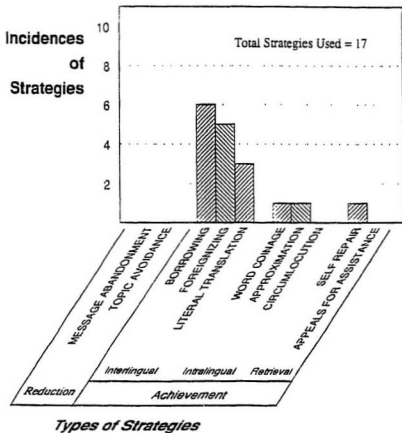 Incidences
of
Strategies
Total Strategies Used = 17
10
8
6
4
2
MESSAGE ABANDONMENT
TOPIC AVOIDANCE
BORROWING
FOREIGNIZING
LITERAL TRANSLATION
WORD COINAGE
APPROXIMATION
CIRCUMLOCUTION
SELF REPAIR
APPEALS FOR ASSISTANCE
Interlingual
Intralingual
Retrieval
Reduction
Achievement
Types of Strategies